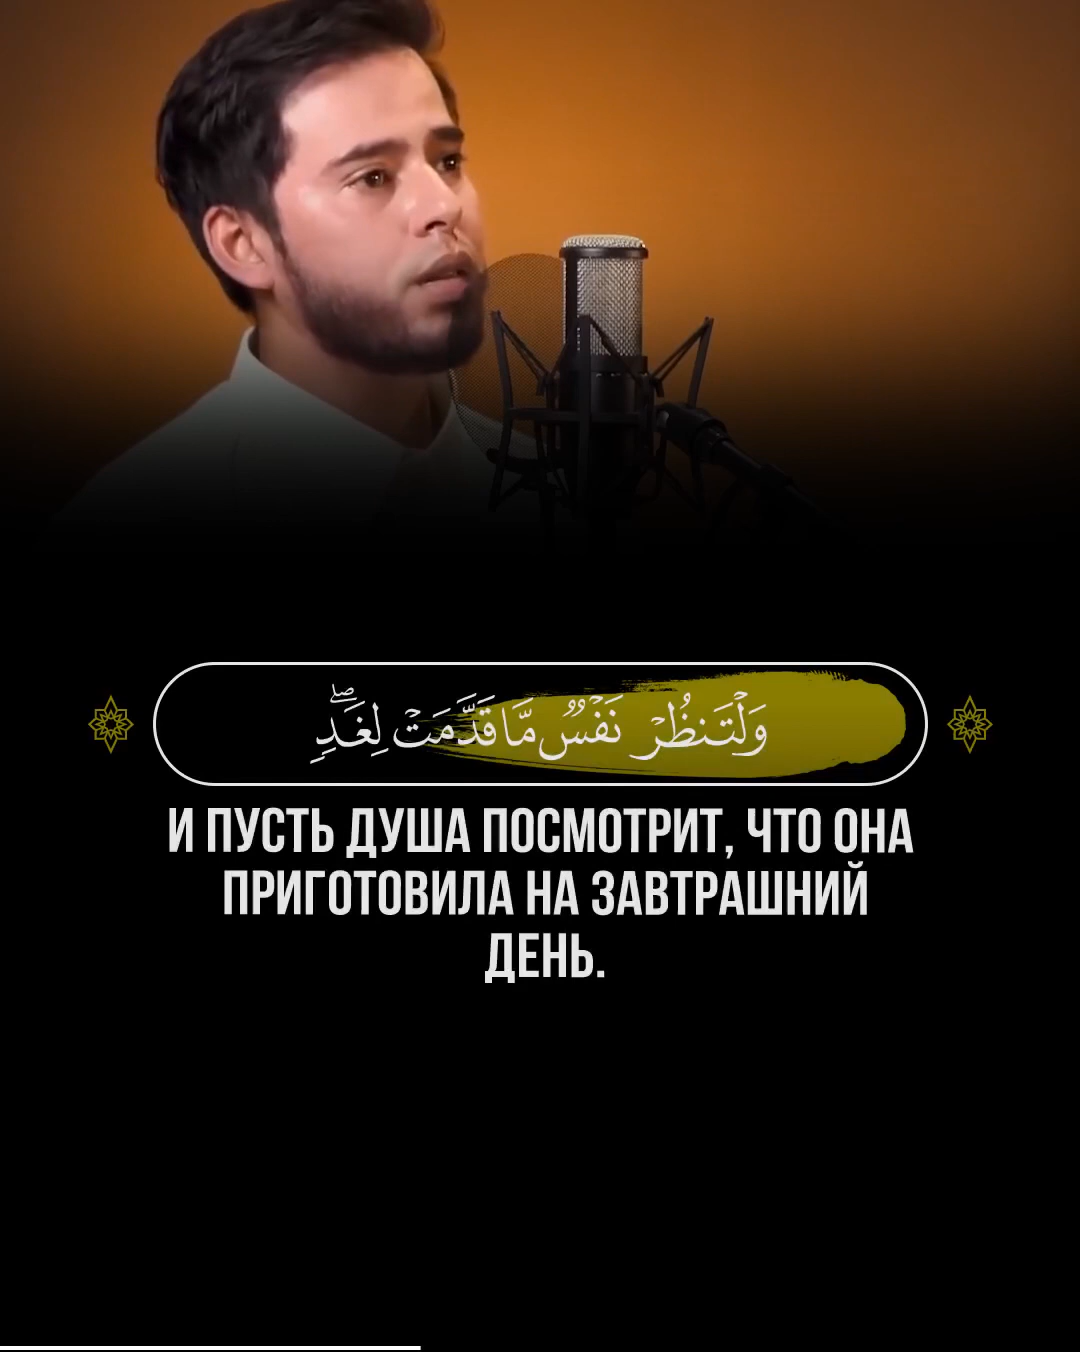 وَلْتَنظُرْ نَفْسٌ مَّا قَدَّمَتْ لِغَدٍۖ
И ПУСТЬ ДУША ПОСМОТРИТ, ЧТО ОНА
ПРИГОТОВИЛА НА ЗАВТРАШНИЙ
ДЕНЬ.